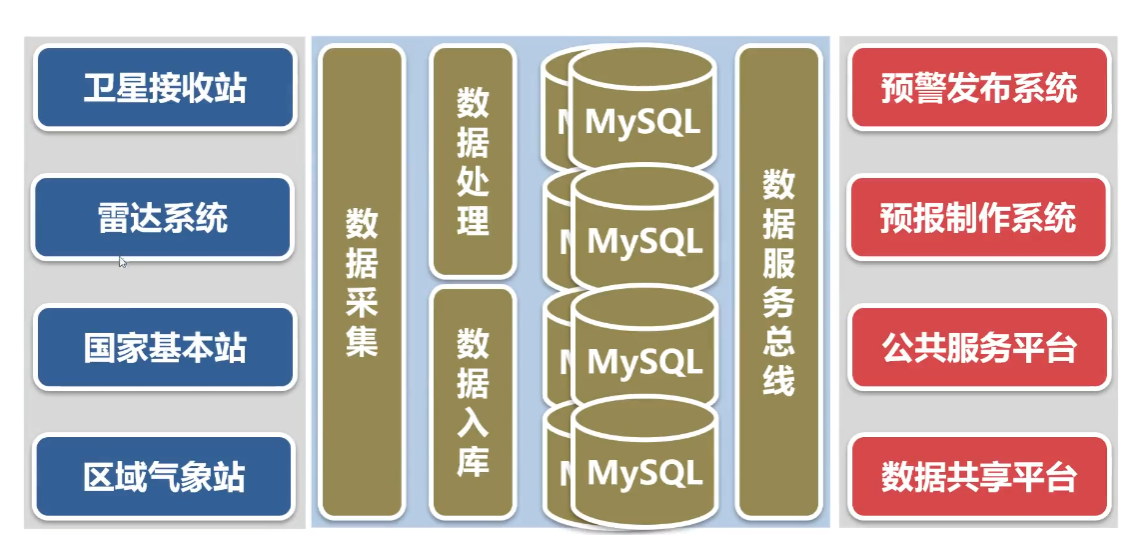 卫星接收站
雷达系统
国家基本站
区域气象站
数据采集
数据处理
数据入库
MySQL
MySQL
MySQL
MySQL
数据服务总线
预警发布系统
预报制作系统
公共服务平台
数据共享平台